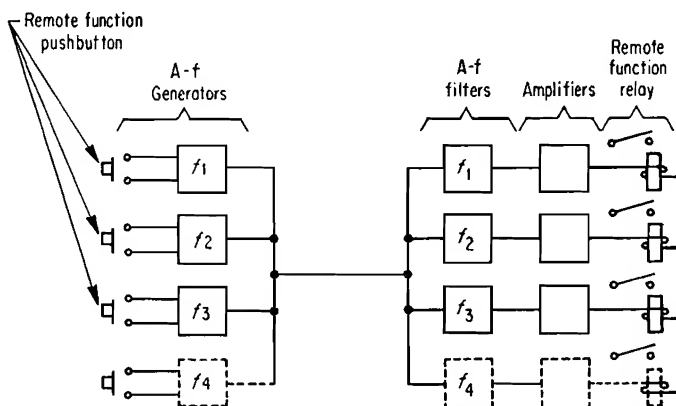 Remote function
pushbutton
A-f
Generators
A-f
filters
Amplifiers
Remote
function
relay
f1
f1
f2
f2
f3
f3
f4
f4